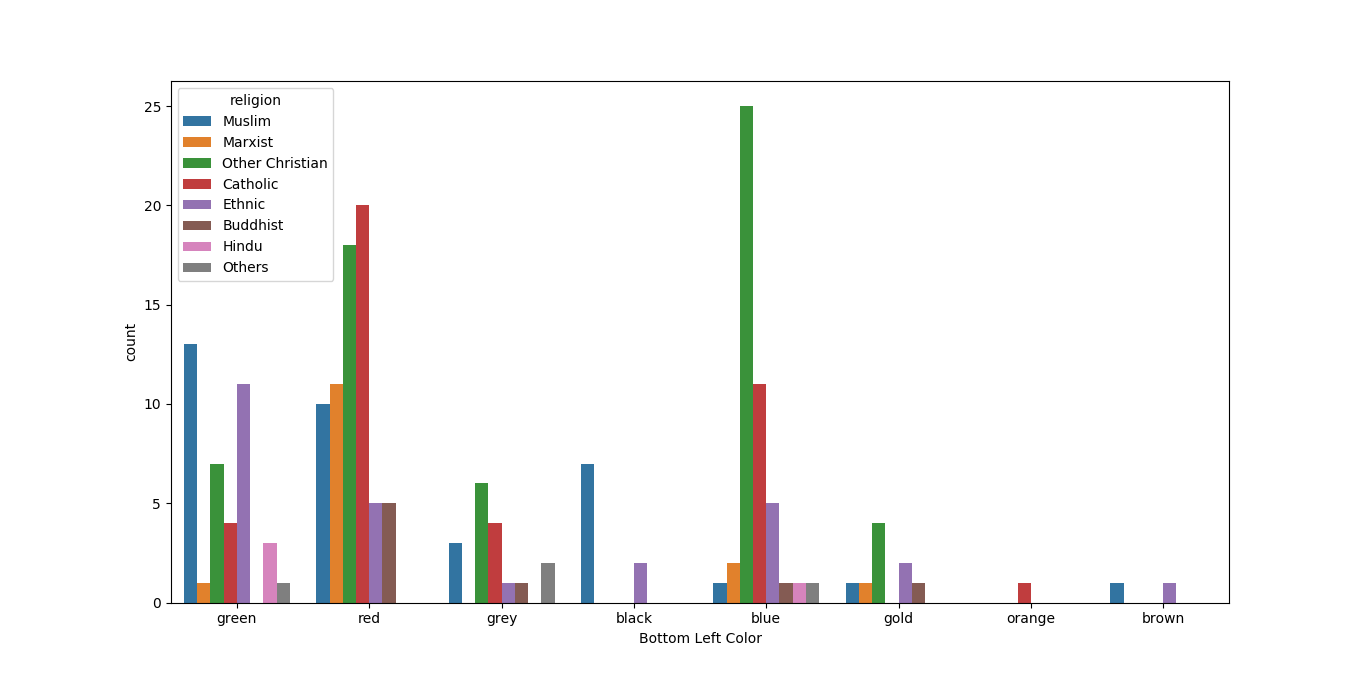 religion
Muslim
Marxist
Other Christian
Catholic
Ethnic
Buddhist
Hindu
Others
25
20
15
10
5
0
count
green red grey black blue gold orange brown
Bottom Left Color